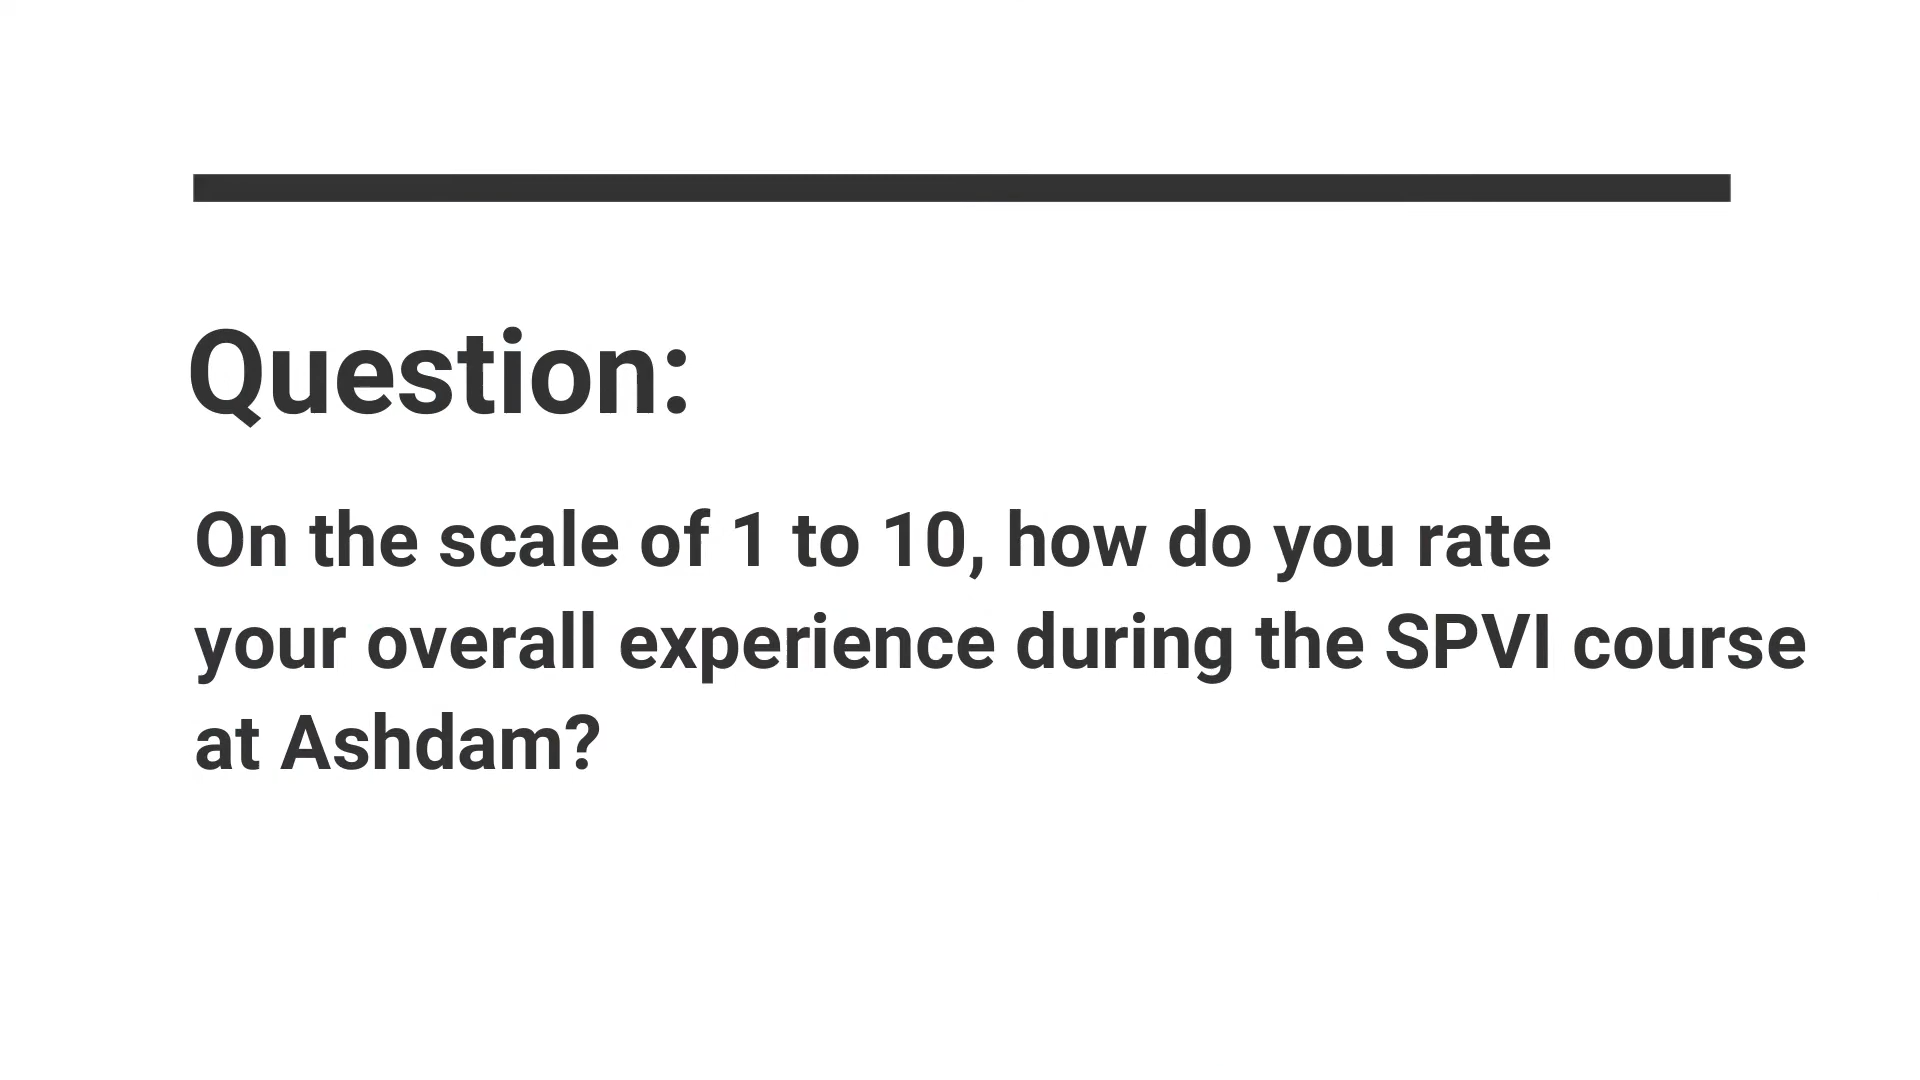 Question:
On the scale of 1 to 10, how do you rate
your overall experience during the SPVI course
at Ashdam?